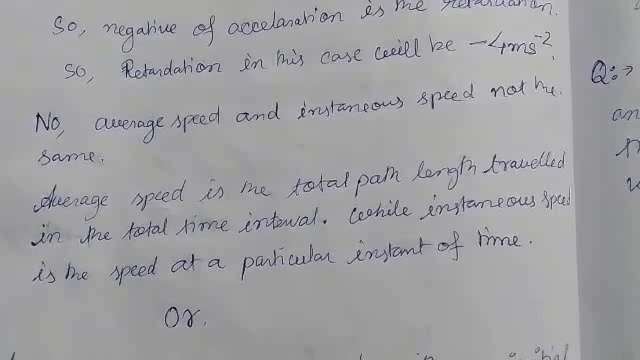 So, negative of accelaration is the Retardation.
So, Retardation in this case will be -4ms⁻².
No, average speed and instaneous speed not the
same.
Average speed is the total path length travelled
in the total time interval. While instaneous speed
is the speed at a particular instant of time.
Or.
Q:→
an